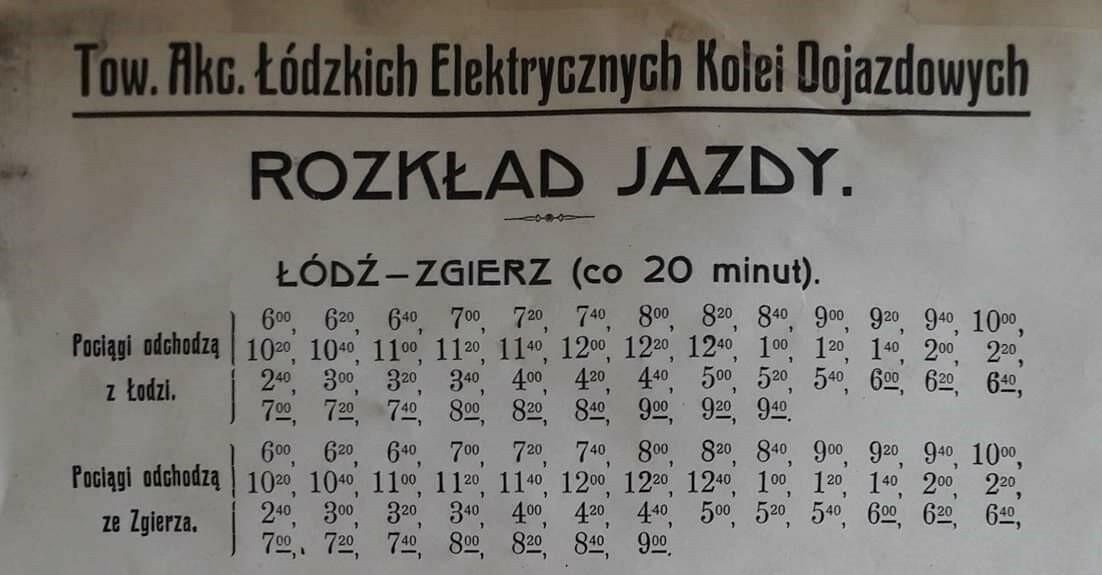 Tow. Akc. Łódzkich Elektrycznych Kolei Dojazdowych
ROZKŁAD JAZDY.
ŁÓDŹ–ZGIERZ (co 20 minut).
Pociągi odchodzą
z Łodzi.
6⁰⁰, 6²⁰, 6⁴⁰, 7⁰⁰, 7²⁰, 7⁴⁰, 8⁰⁰, 8²⁰, 8⁴⁰, 9⁰⁰, 9²⁰, 9⁴⁰, 10⁰⁰,
10²⁰, 10⁴⁰, 11⁰⁰, 11²⁰, 11⁴⁰, 12⁰⁰, 12²⁰, 12⁴⁰, 1⁰⁰, 1²⁰, 1⁴⁰, 2⁰⁰, 2²⁰,
2⁴⁰, 3⁰⁰, 3²⁰, 3⁴⁰, 4⁰⁰, 4²⁰, 4⁴⁰, 5⁰⁰, 5²⁰, 5⁴⁰, 6⁰⁰, 6²⁰, 6⁴⁰,
7⁰⁰, 7²⁰, 7⁴⁰, 8⁰⁰, 8²⁰, 8⁴⁰, 9⁰⁰, 9²⁰, 9⁴⁰.
Pociągi odchodzą
ze Zgierza.
6⁰⁰, 6²⁰, 6⁴⁰, 7⁰⁰, 7²⁰, 7⁴⁰, 8⁰⁰, 8²⁰, 8⁴⁰, 9⁰⁰, 9²⁰, 9⁴⁰, 10⁰⁰,
10²⁰, 10⁴⁰, 11⁰⁰, 11²⁰, 11⁴⁰, 12⁰⁰, 12²⁰, 12⁴⁰, 1⁰⁰, 1²⁰, 1⁴⁰, 2⁰⁰, 2²⁰,
2⁴⁰, 3⁰⁰, 3²⁰, 3⁴⁰, 4⁰⁰, 4²⁰, 4⁴⁰, 5⁰⁰, 5²⁰, 5⁴⁰, 6⁰⁰, 6²⁰, 6⁴⁰,
7⁰⁰, 7²⁰, 7⁴⁰, 8⁰⁰, 8²⁰, 8⁴⁰, 9⁰⁰.